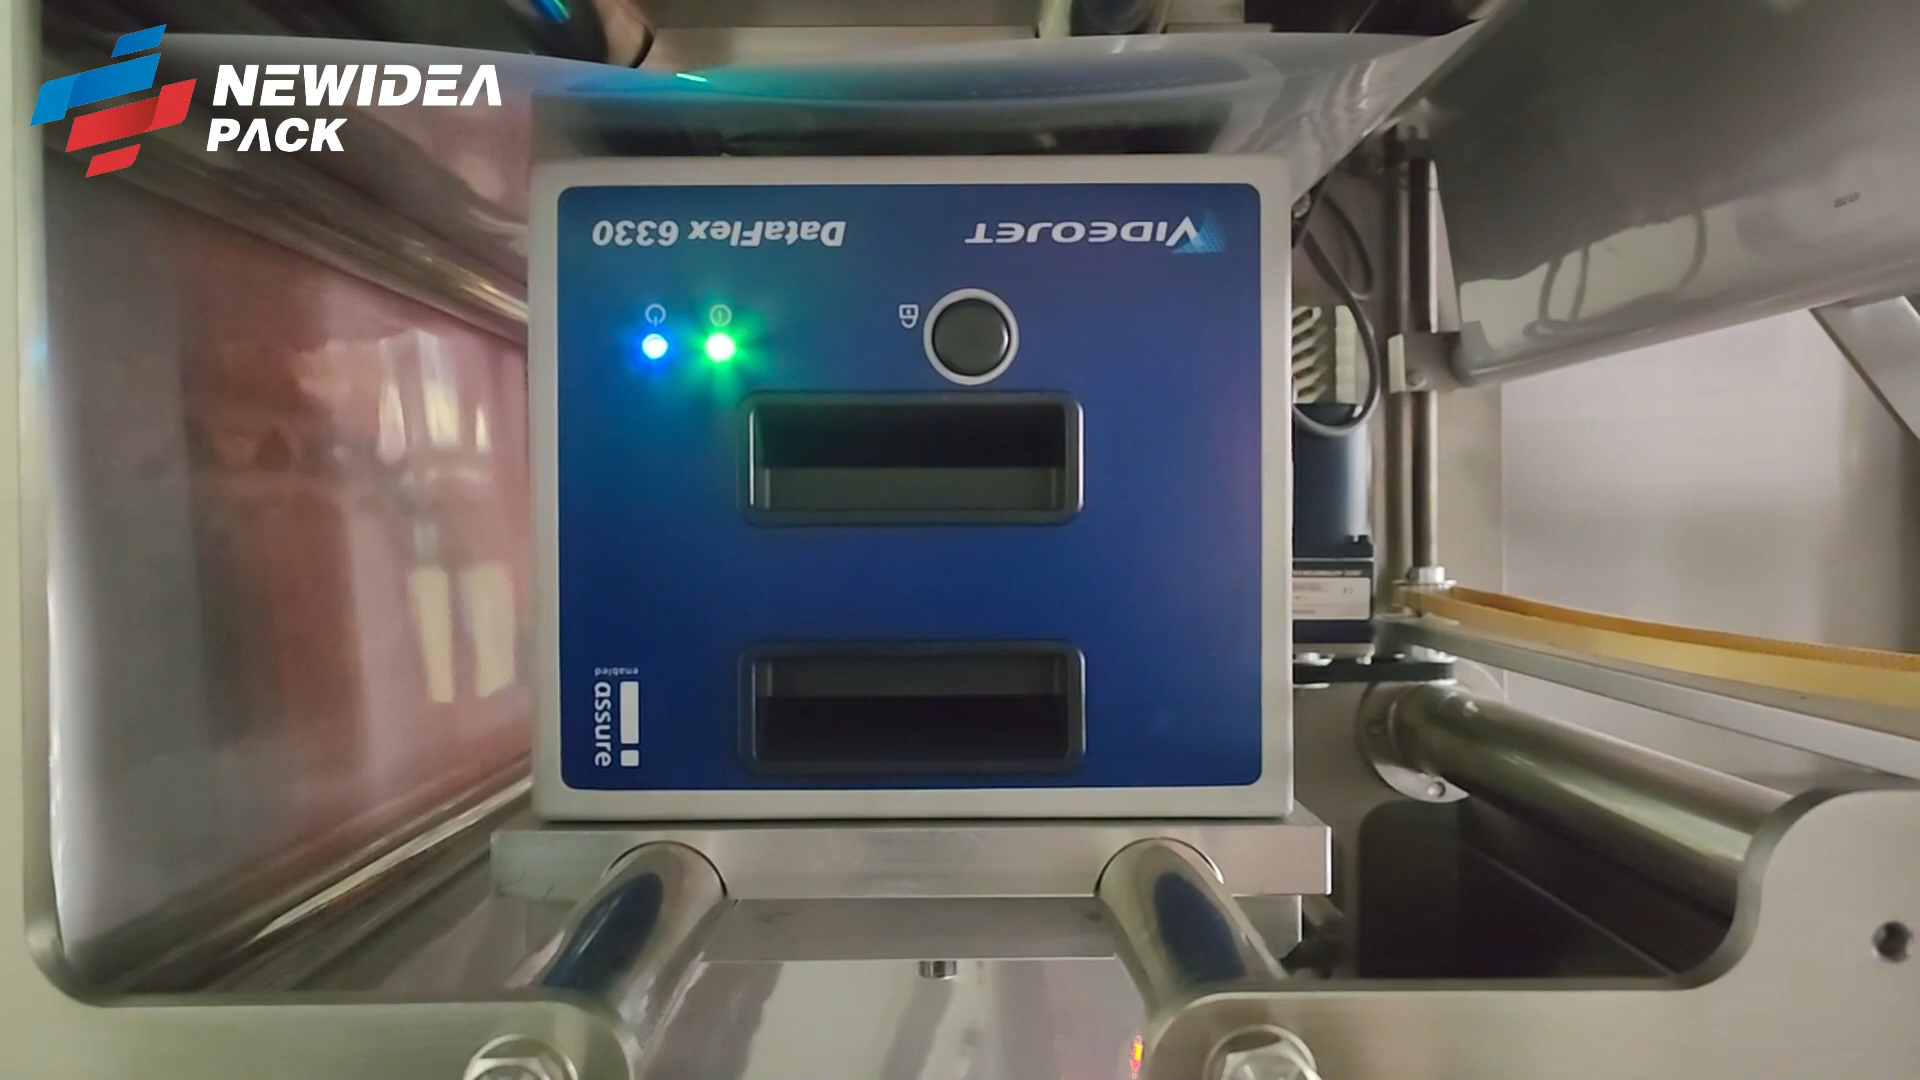 NEWIDEA
PACK
VIDEOJET
DataFlex 6330
enabled
assure